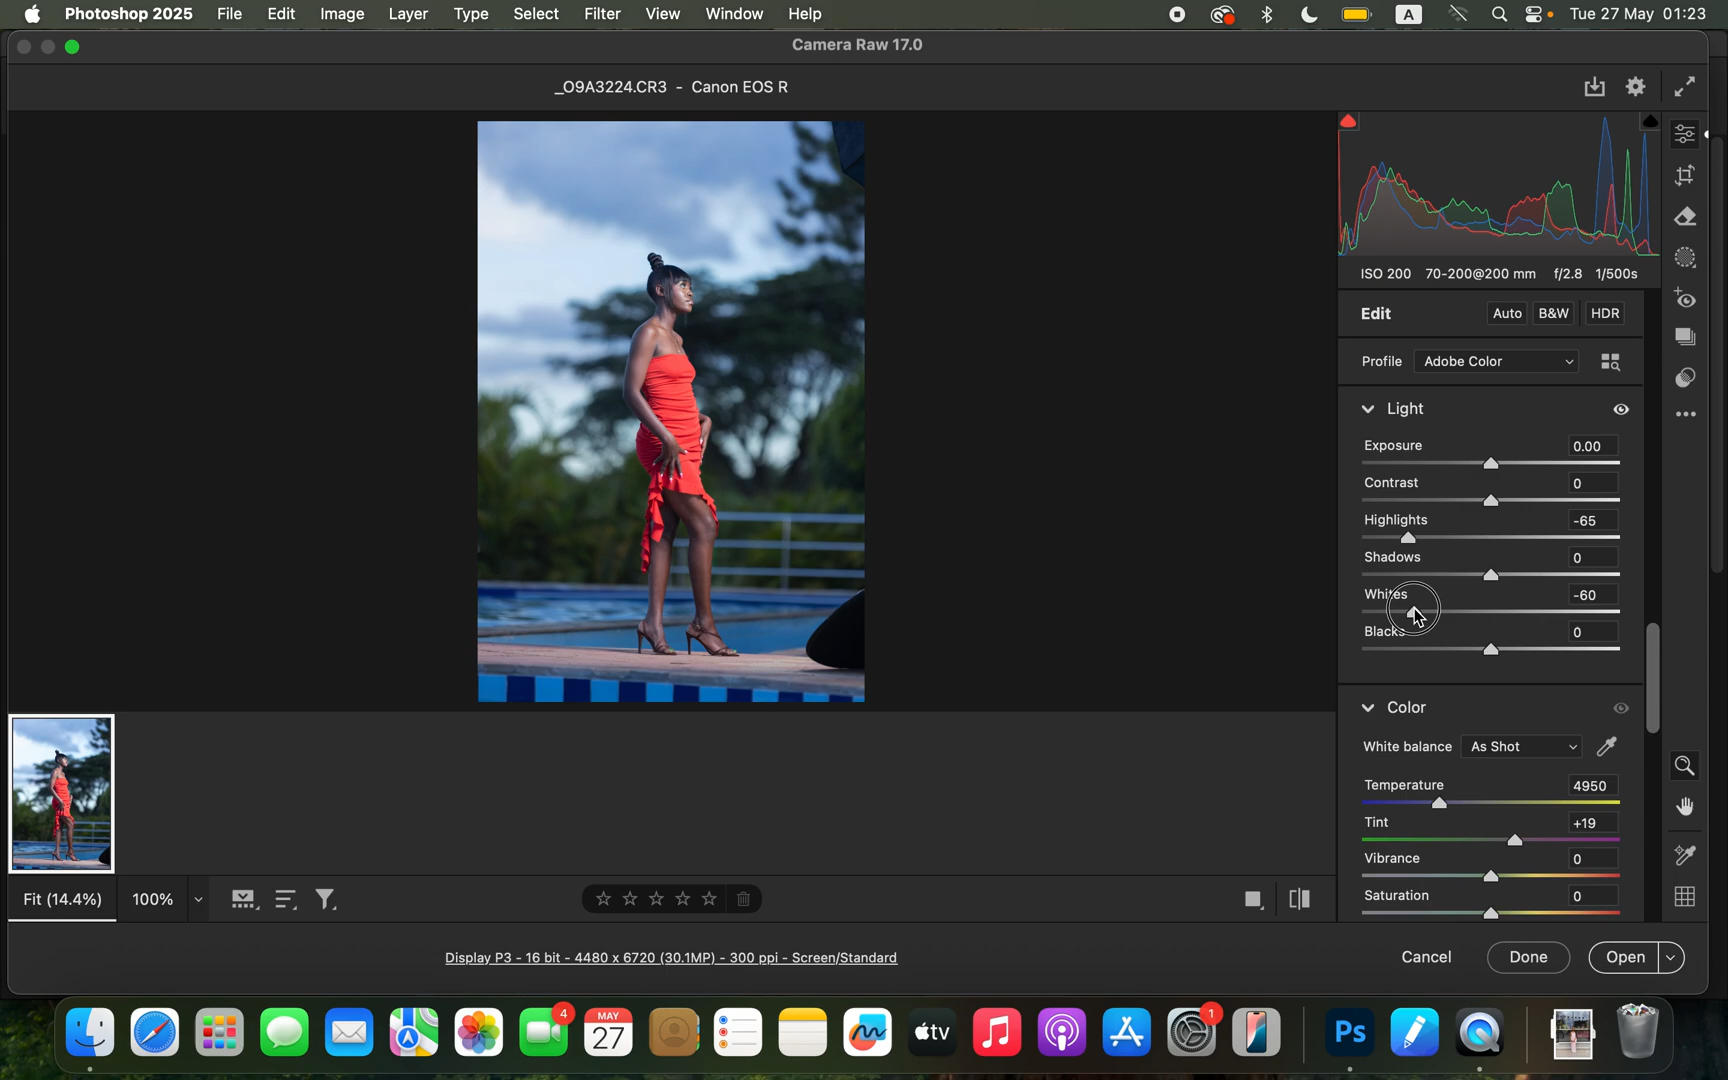 Photoshop 2025 File Edit Image Layer Type Select Filter View Window Help A Tue 27 May 01:23
Camera Raw 17.0
_O9A3224.CR3 - Canon EOS R
ISO 200 70-200@200 mm f/2.8 1/500s
Edit Auto B&W HDR
Profile Adobe Color
Light
Exposure 0.00
Contrast 0
Highlights -65
Shadows 0
Whites -60
Blacks 0
Color
White balance As Shot
Temperature 4950
Tint +19
Vibrance 0
Saturation 0
Fit (14.4%) 100%
Display P3 - 16 bit - 4480 x 6720 (30.1MP) - 300 ppi - Screen/Standard
Cancel Done Open
4 MAY 27 tv 1 Ps